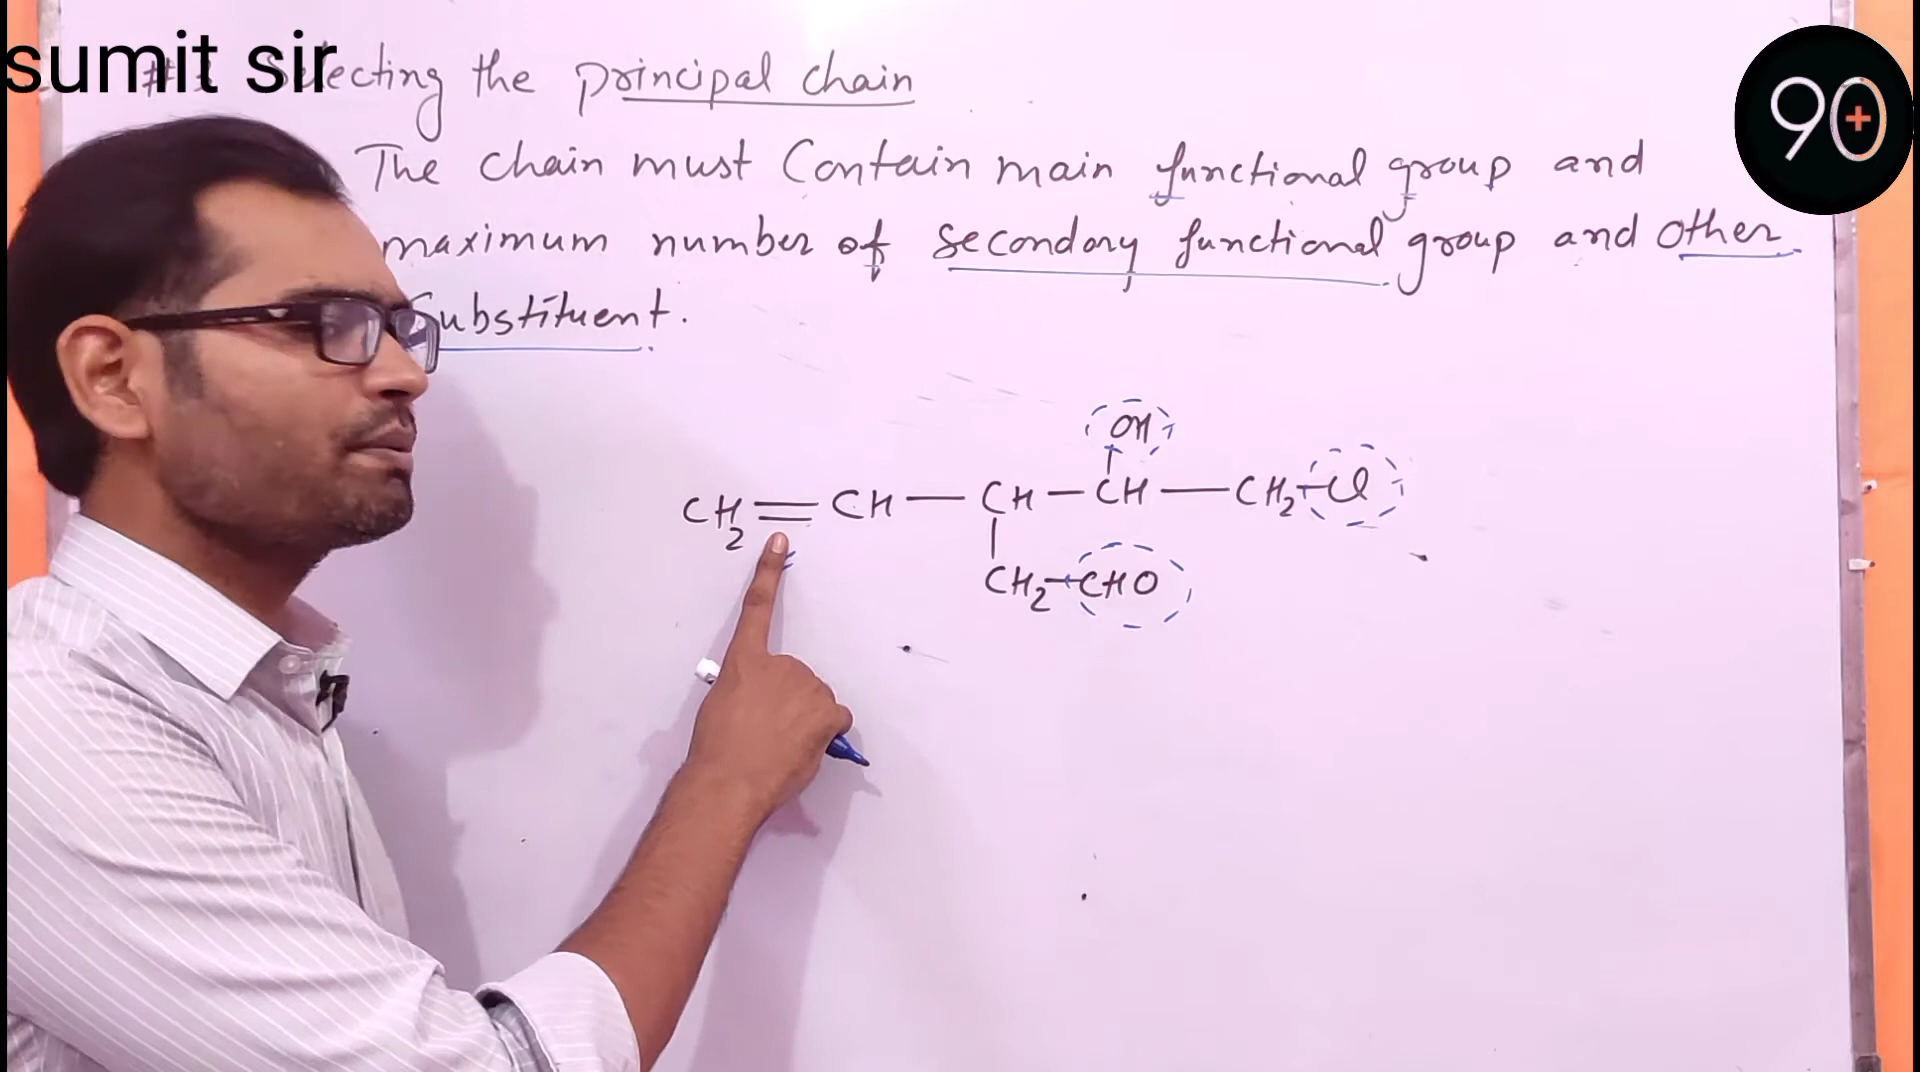 sumit sir
90+
Selecting the principal chain
The chain must Contain main functional group and
maximum number of secondary functional group and other
Substituent.
OH
CH2=CH—CH—CH—CH2—Cl
CH2—CHO